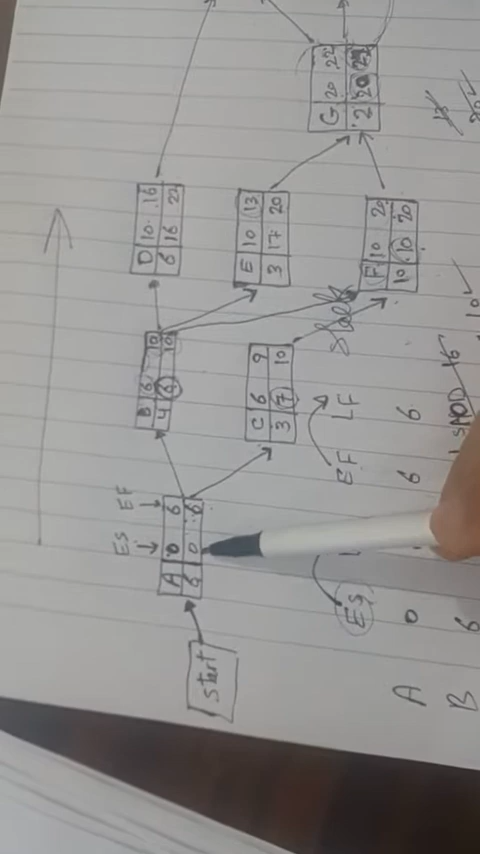 start
ES EF
A 0 6
6 0 6
B 6 10
4 6 10
C 6 9
3 7 10
D 10 16
6 16 22
E 10 13
3 17 20
F 10 20
10 10 20
G 20 22
2 20 22
Slack
ES EF LF
A 0 6 6
B 6